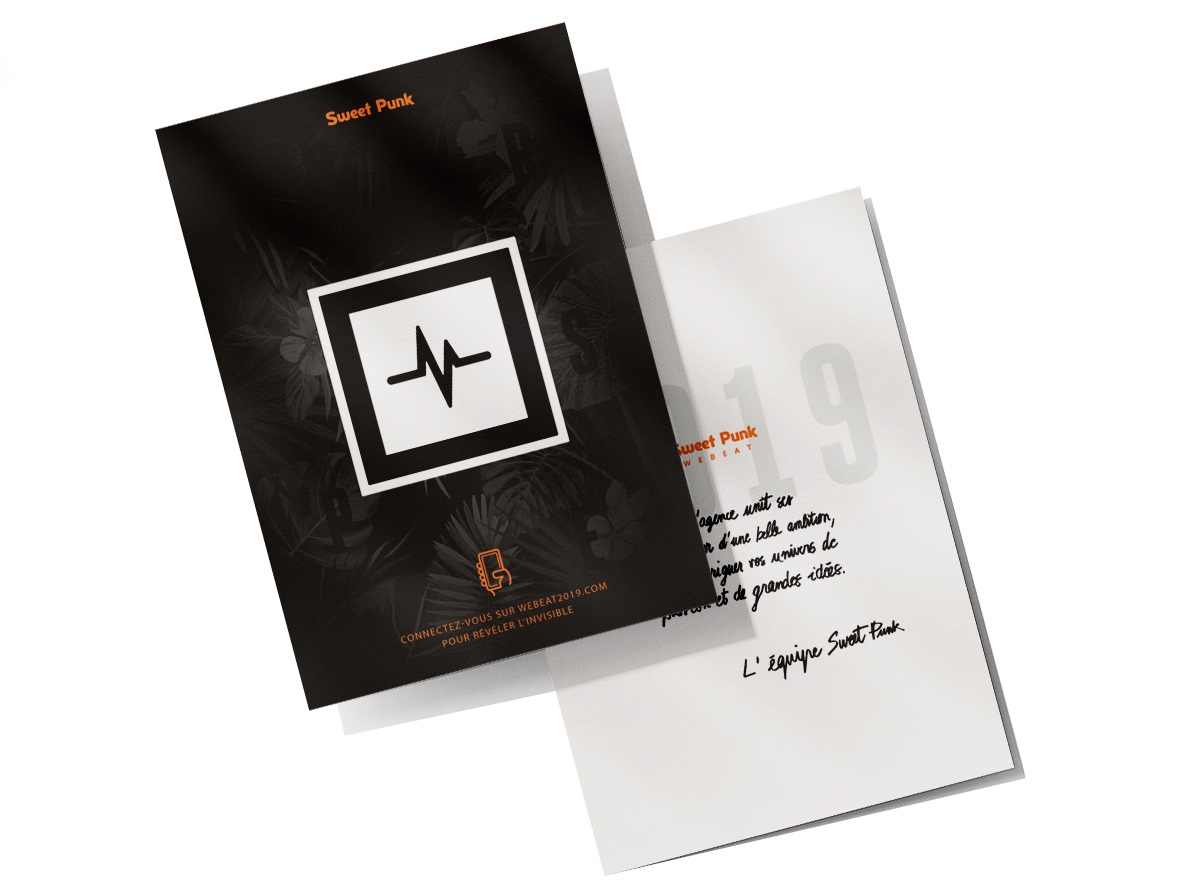 Sweet Punk
CONNECTEZ-VOUS SUR WEBEAT2019.COM
POUR RÉVÉLER L'INVISIBLE
19
Sweet Punk
WEBEAT
'agence unit ses
d'une belle ambition,
vos univers de
et de grandes idées.
L' équipe Sweet Punk